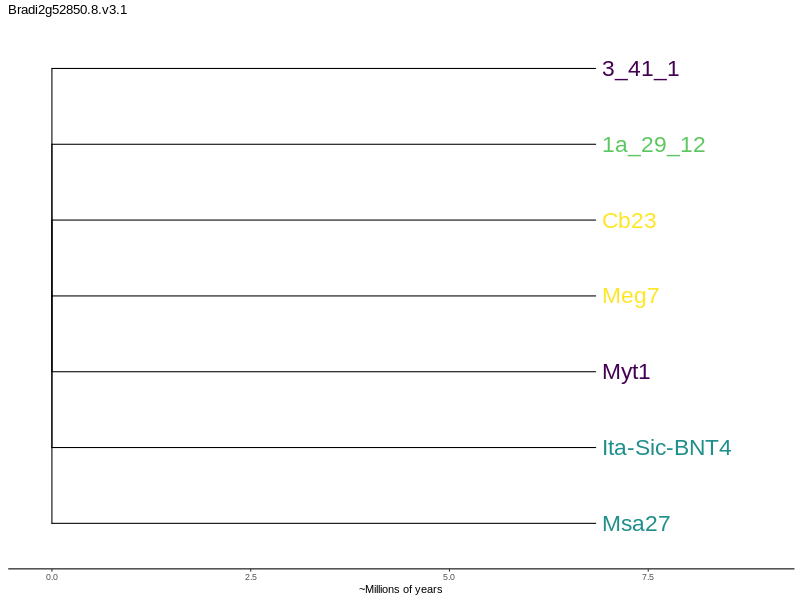 Bradi2g52850.8.v3.1
3_41_1
1a_29_12
Cb23
Meg7
Myt1
Ita-Sic-BNT4
Msa27
0.0 2.5 5.0 7.5
~Millions of years